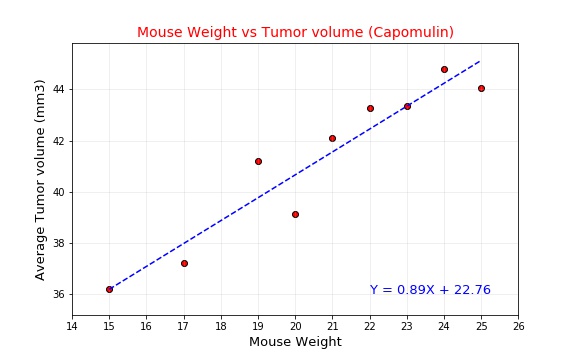 Mouse Weight vs Tumor volume (Capomulin)
Average Tumor volume (mm3)
44
42
40
38
36
Y = 0.89X + 22.76
14 15 16 17 18 19 20 21 22 23 24 25 26
Mouse Weight